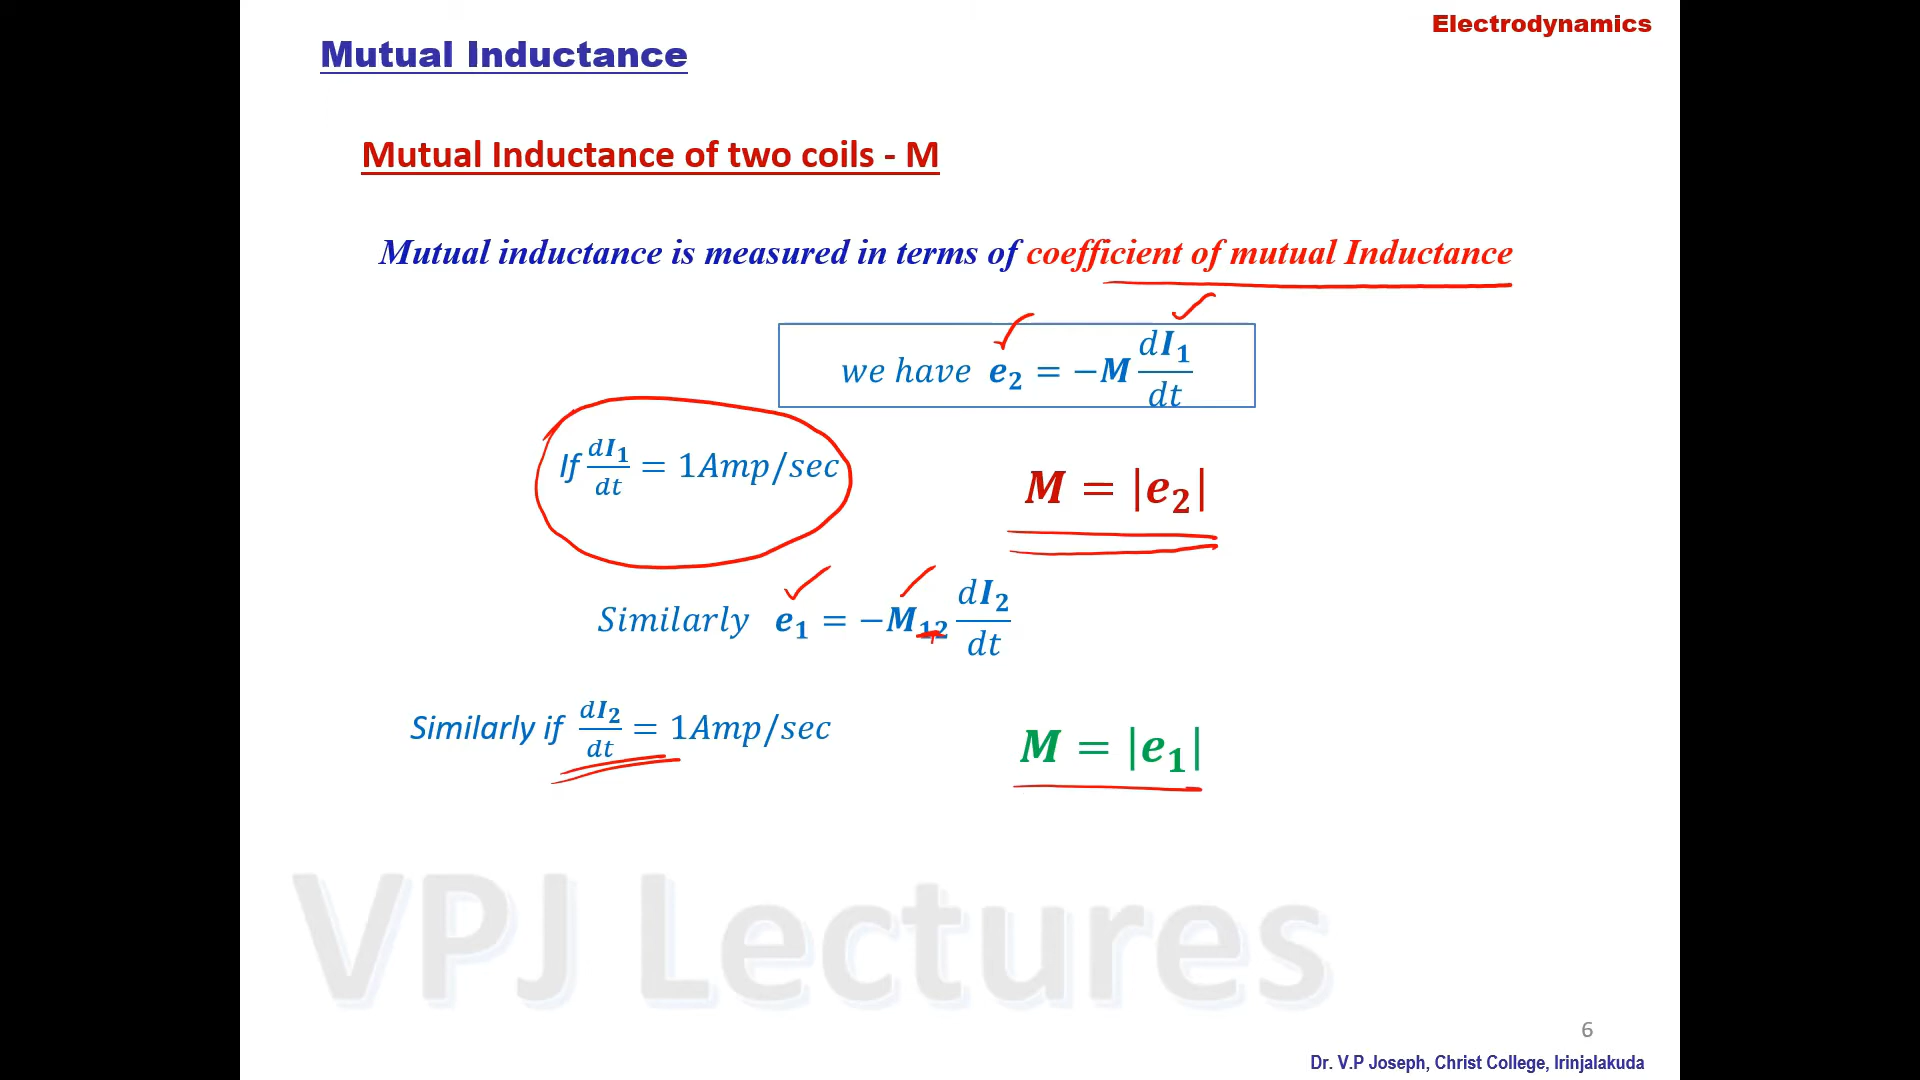 Electrodynamics
Mutual Inductance
Mutual Inductance of two coils - M
Mutual inductance is measured in terms of coefficient of mutual Inductance
we have e₂ = −M dI₁/dt
If dI₁/dt = 1Amp/sec
M = |e₂|
Similarly e₁ = −M₁₂ dI₂/dt
Similarly if dI₂/dt = 1Amp/sec
M = |e₁|
VPJ Lectures
6
Dr. V.P Joseph, Christ College, Irinjalakuda